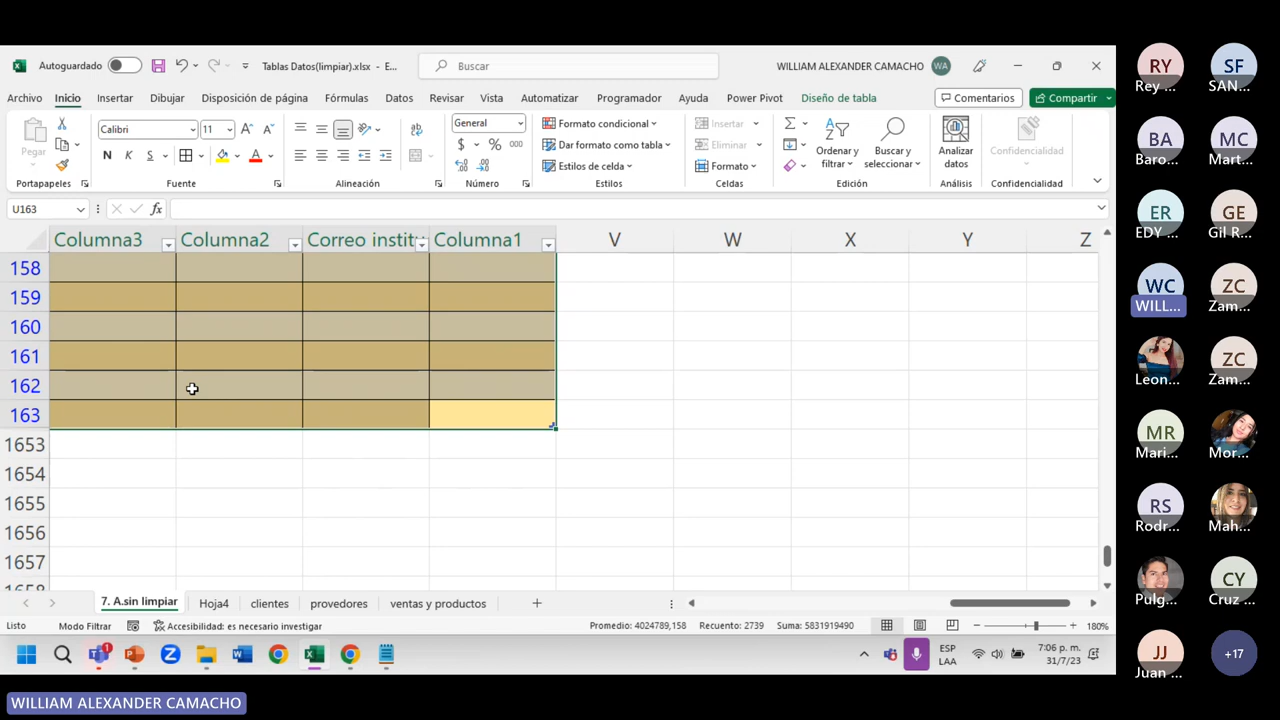 Autoguardado Tablas Datos(limpiar).xlsx - E... Buscar WILLIAM ALEXANDER CAMACHO WA
Archivo Inicio Insertar Dibujar Disposición de página Fórmulas Datos Revisar Vista Automatizar Programador Ayuda Power Pivot Diseño de tabla Comentarios Compartir
Pegar
Calibri 11
N K S
General
$ % 000
Formato condicional
Dar formato como tabla
Estilos de celda
Insertar
Eliminar
Formato
Ordenar y
filtrar
Buscar y
seleccionar
Analizar
datos
Confidencialidad
Portapapeles Fuente Alineación Número Estilos Celdas Edición Análisis Confidencialidad
U163 fx
Columna3 Columna2 Correo instit Columna1 V W X Y Z
158
159
160
161
162
163
1653
1654
1655
1656
1657
1658
7. A.sin limpiar Hoja4 clientes provedores ventas y productos
Listo Modo Filtrar Accesibilidad: es necesario investigar Promedio: 4024789,158 Recuento: 2739 Suma: 5831919490 180%
1
ESP
LAA
7:06 p. m.
31/7/23
WILLIAM ALEXANDER CAMACHO
RY SF
Rey ... SAN...
BA MC
Baro... Mart...
ER GE
EDY ... Gil R...
WC ZC
WILL... Zam...
ZC
Leon... Zam...
MR
Mari... Mor...
RS
Rodr... Mah...
CY
Pulg... Cruz ...
JJ +17
Juan ...